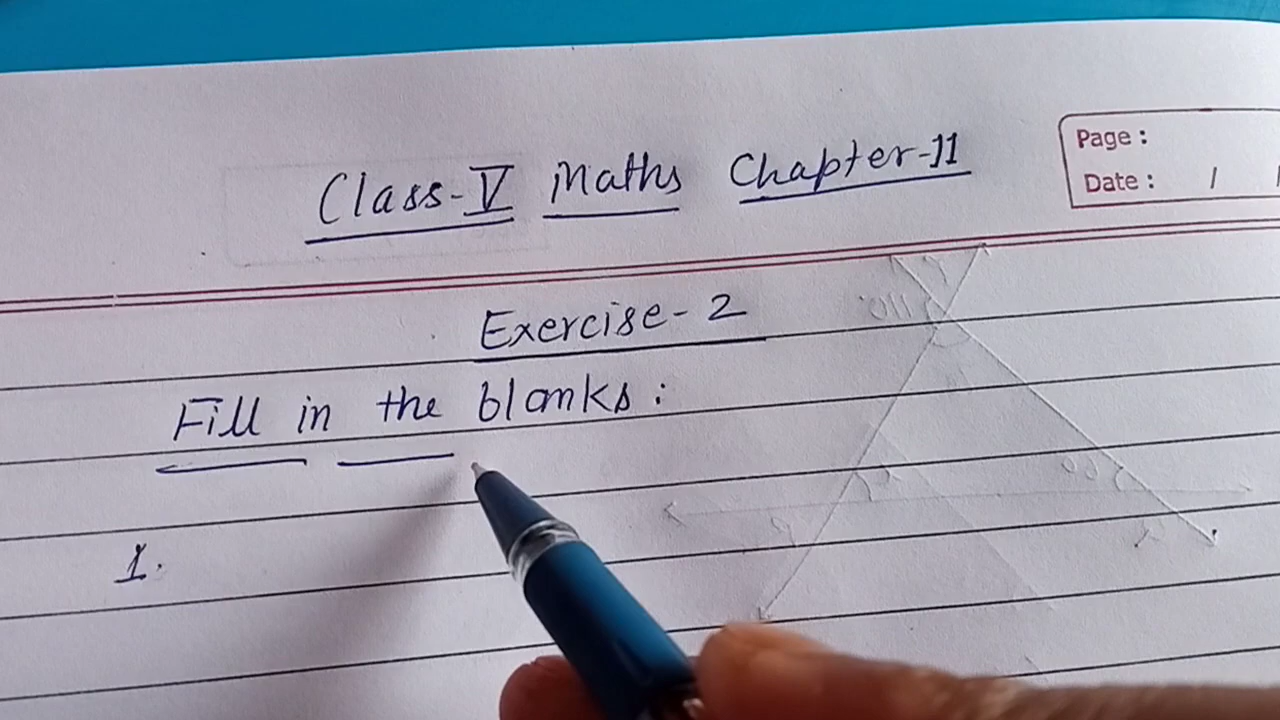 Class-V Maths Chapter-11
Page :
Date : / /
Exercise-2
Fill in the blanks :
1.